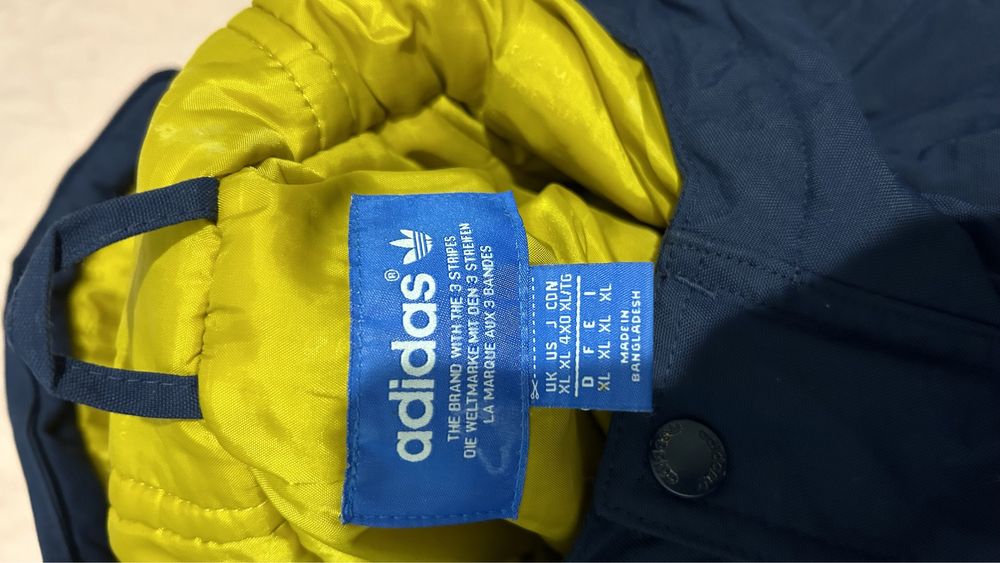 adidas®
THE BRAND WITH THE 3 STRIPES
DIE WELTMARKE MIT DEN 3 STREIFEN
LA MARQUE AUX 3 BANDES
UK US J CDN
XL XL 4XO XL/TG
D F E I
XL XL XL XL
MADE IN
BANGLADESH